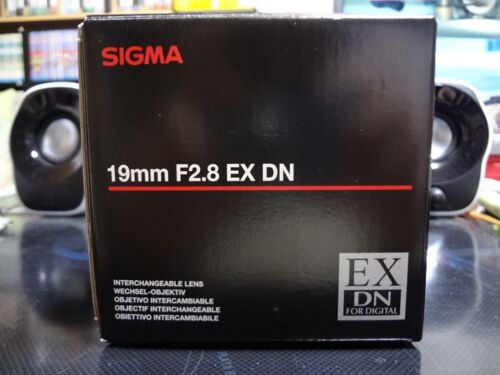 SIGMA
19mm F2.8 EX DN
INTERCHANGEABLE LENS
WECHSEL-OBJEKTIV
OBJETIVO INTERCAMBIABLE
OBJECTIF INTERCHANGEABLE
OBIETTIVO INTERCAMBIABILE
EX
DN
FOR DIGITAL